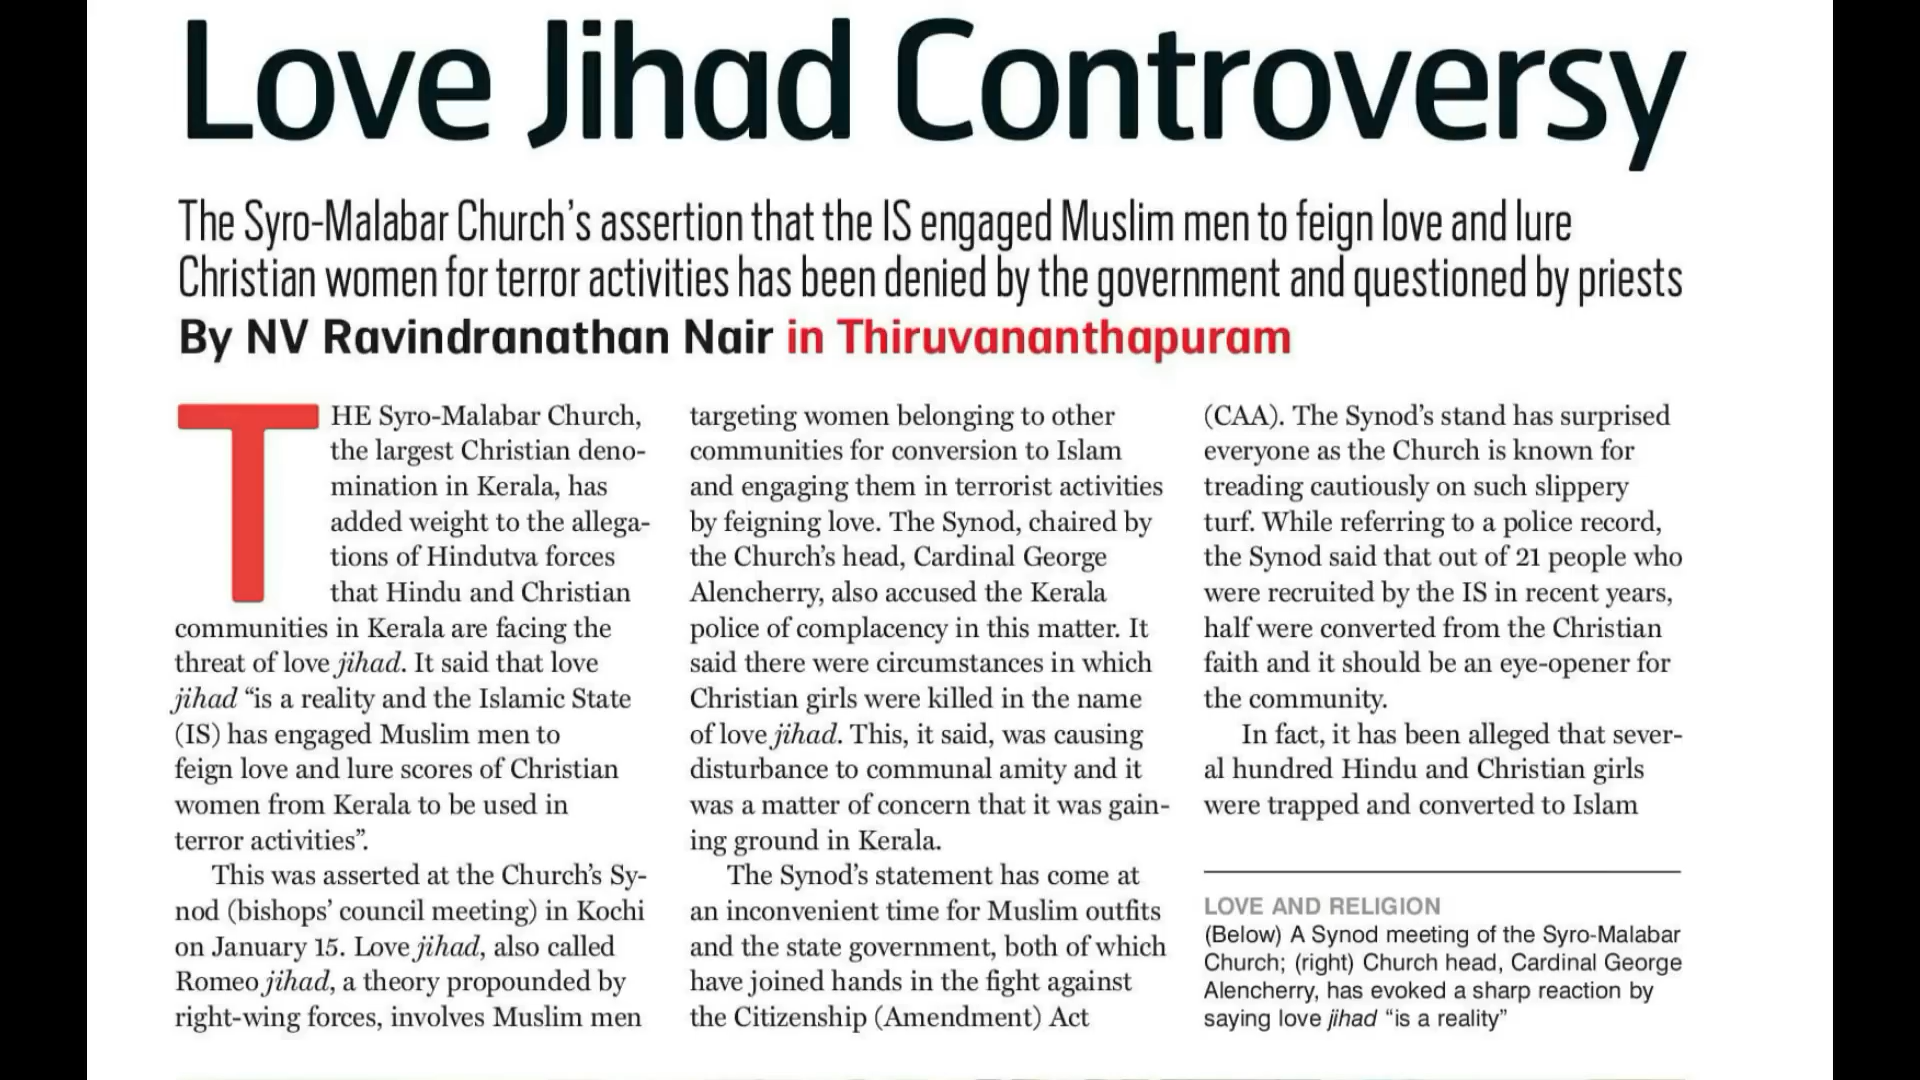 Love Jihad Controversy
The Syro-Malabar Church's assertion that the IS engaged Muslim men to feign love and lure
Christian women for terror activities has been denied by the government and questioned by priests
By NV Ravindranathan Nair in Thiruvananthapuram
THE Syro-Malabar Church,
the largest Christian deno-
mination in Kerala, has
added weight to the allega-
tions of Hindutva forces
that Hindu and Christian
communities in Kerala are facing the
threat of love jihad. It said that love
jihad “is a reality and the Islamic State
(IS) has engaged Muslim men to
feign love and lure scores of Christian
women from Kerala to be used in
terror activities”.
This was asserted at the Church's Sy-
nod (bishops' council meeting) in Kochi
on January 15. Love jihad, also called
Romeo jihad, a theory propounded by
right-wing forces, involves Muslim men
targeting women belonging to other
communities for conversion to Islam
and engaging them in terrorist activities
by feigning love. The Synod, chaired by
the Church's head, Cardinal George
Alencherry, also accused the Kerala
police of complacency in this matter. It
said there were circumstances in which
Christian girls were killed in the name
of love jihad. This, it said, was causing
disturbance to communal amity and it
was a matter of concern that it was gain-
ing ground in Kerala.
The Synod's statement has come at
an inconvenient time for Muslim outfits
and the state government, both of which
have joined hands in the fight against
the Citizenship (Amendment) Act
(CAA). The Synod's stand has surprised
everyone as the Church is known for
treading cautiously on such slippery
turf. While referring to a police record,
the Synod said that out of 21 people who
were recruited by the IS in recent years,
half were converted from the Christian
faith and it should be an eye-opener for
the community.
In fact, it has been alleged that sever-
al hundred Hindu and Christian girls
were trapped and converted to Islam
LOVE AND RELIGION
(Below) A Synod meeting of the Syro-Malabar
Church; (right) Church head, Cardinal George
Alencherry, has evoked a sharp reaction by
saying love jihad “is a reality”